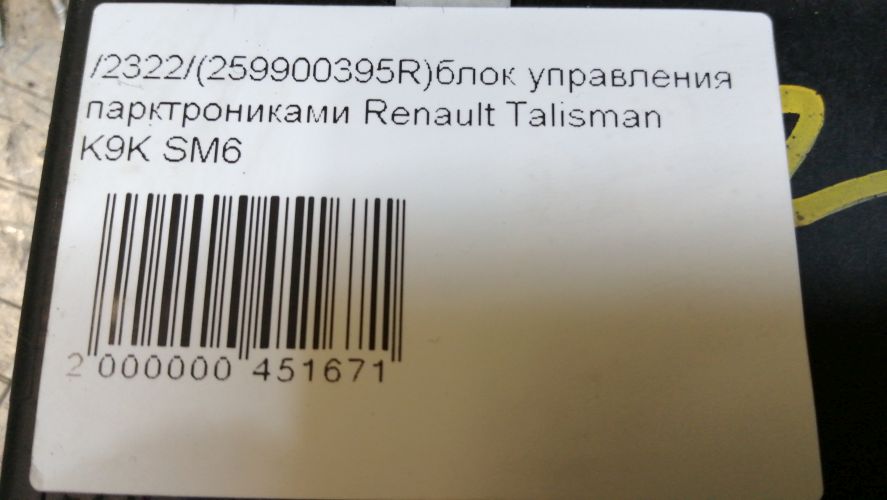 /2322/(259900395R)блок управления
парктрониками Renault Talisman
K9K SM6
2 000000 451671